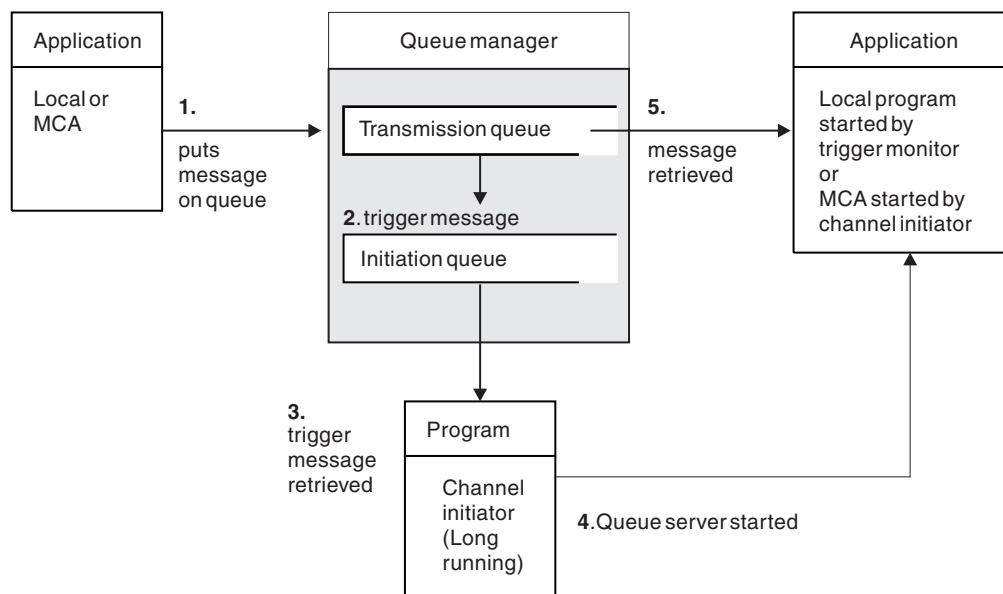 Application
Local or
MCA
1.
puts
message
on queue
Queue manager
Transmission queue
2. trigger message
Initiation queue
5.
message
retrieved
Application
Local program
started by
trigger monitor
or
MCA started by
channel initiator
3.
trigger
message
retrieved
Program
Channel
initiator
(Long
running)
4.Queue server started